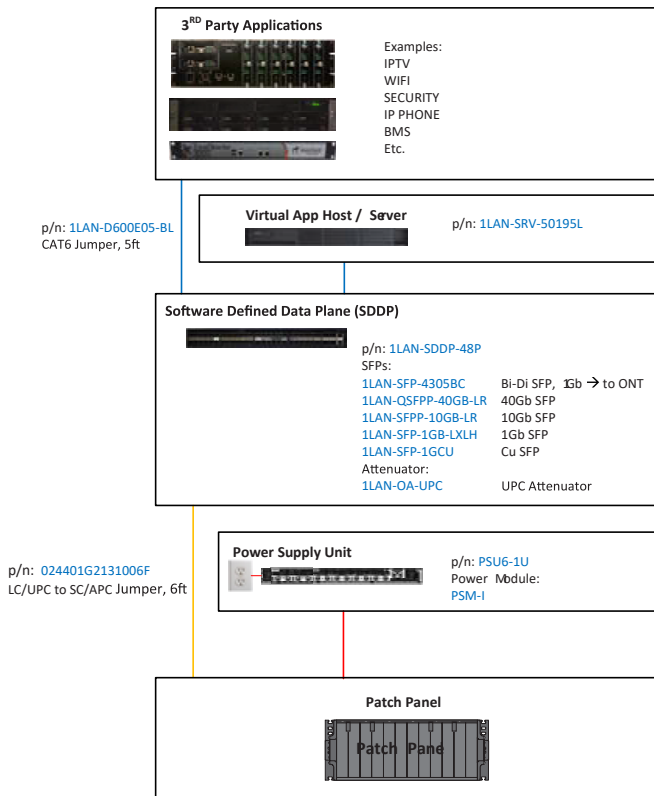 3RD Party Applications
Examples:
IPTV
WIFI
SECURITY
IP PHONE
BMS
Etc.
p/n: 1LAN-D600E05-BL
CAT6 Jumper, 5ft
Virtual App Host / Server
p/n: 1LAN-SRV-50195L
Software Defined Data Plane (SDDP)
p/n: 1LAN-SDDP-48P
SFPs:
1LAN-SFP-4305BC Bi-Di SFP, 1Gb → to ONT
1LAN-QSFPP-40GB-LR 40Gb SFP
1LAN-SFPP-10GB-LR 10Gb SFP
1LAN-SFP-1GB-LXLH 1Gb SFP
1LAN-SFP-1GCU Cu SFP
Attenuator:
1LAN-OA-UPC UPC Attenuator
p/n: 024401G2131006F
LC/UPC to SC/APC Jumper, 6ft
Power Supply Unit
p/n: PSU6-1U
Power Module:
PSM-I
Patch Panel
Patch Pane